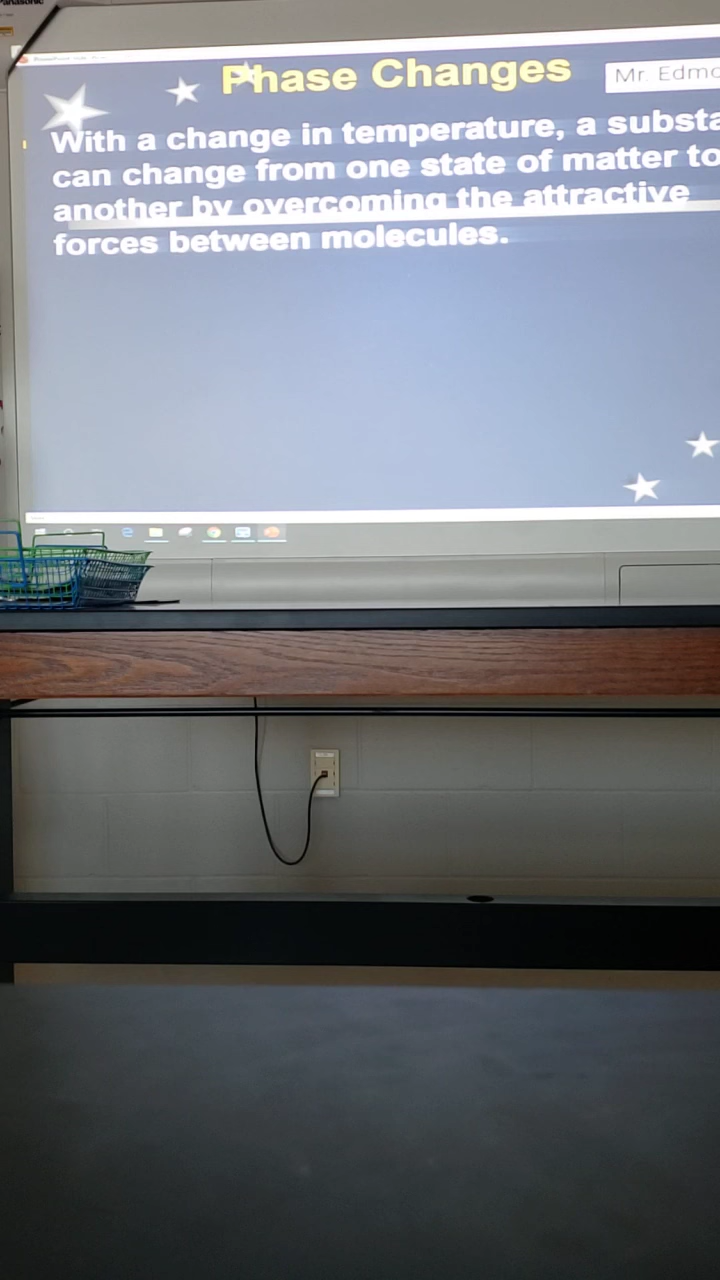 Panasonic
Phase Changes
Mr. Edmo
With a change in temperature, a substa
can change from one state of matter to
another by overcoming the attractive
forces between molecules.